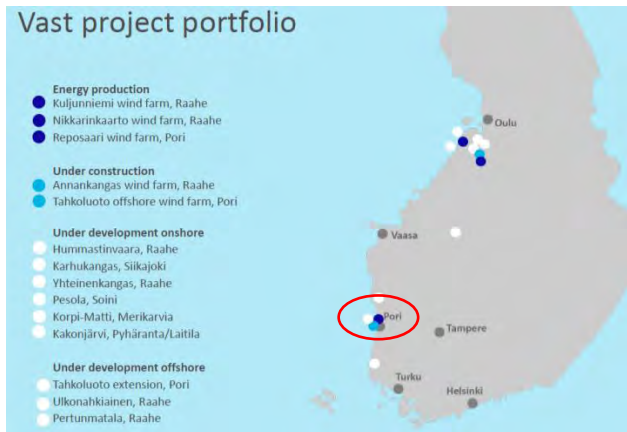 Vast project portfolio
Energy production
Kuljunniemi wind farm, Raahe
Nikkarinkaarto wind farm, Raahe
Reposaari wind farm, Pori
Under construction
Annankangas wind farm, Raahe
Tahkoluoto offshore wind farm, Pori
Under development onshore
Hummastinvaara, Raahe
Karhukangas, Siikajoki
Yhteinenkangas, Raahe
Pesola, Soini
Korpi-Matti, Merikarvia
Kakonjärvi, Pyhäranta/Laitila
Under development offshore
Tahkoluoto extension, Pori
Ulkonahkiainen, Raahe
Pertunmatala, Raahe
Oulu
Vaasa
Pori
Tampere
Turku
Helsinki